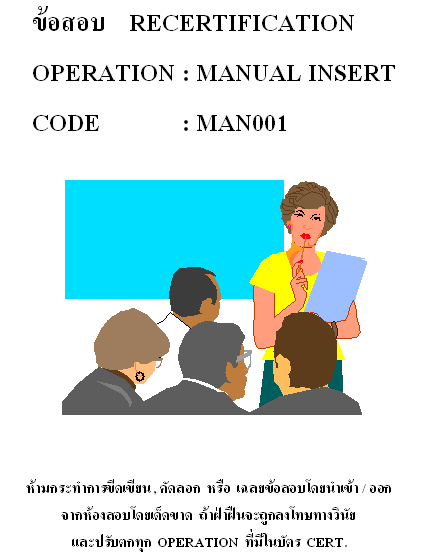 ข้อสอบ RECERTIFICATION
OPERATION : MANUAL INSERT
CODE : MAN001
ห้ามกระทำการขีดเขียน, คัดลอก หรือ เฉลยข้อสอบโดยนำเข้า / ออก
จากห้องสอบโดยเด็ดขาด ถ้าฝ่าฝืนจะถูกลงโทษทางวินัย
และปรับตกทุก OPERATION ที่มีในบัตร CERT.